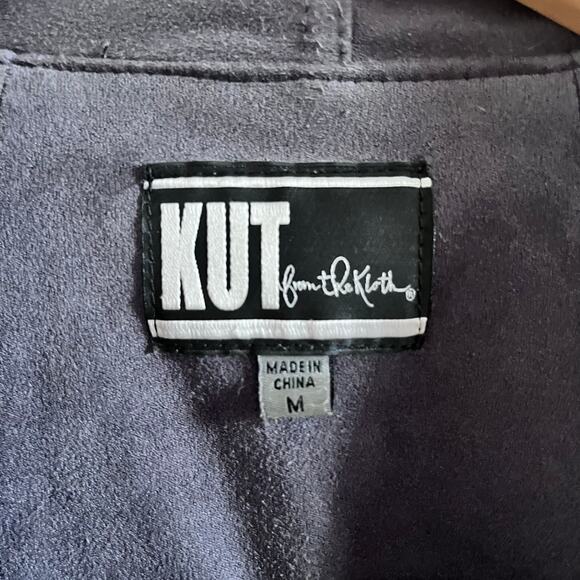 KUT from the Kloth ®
MADE IN
CHINA
M